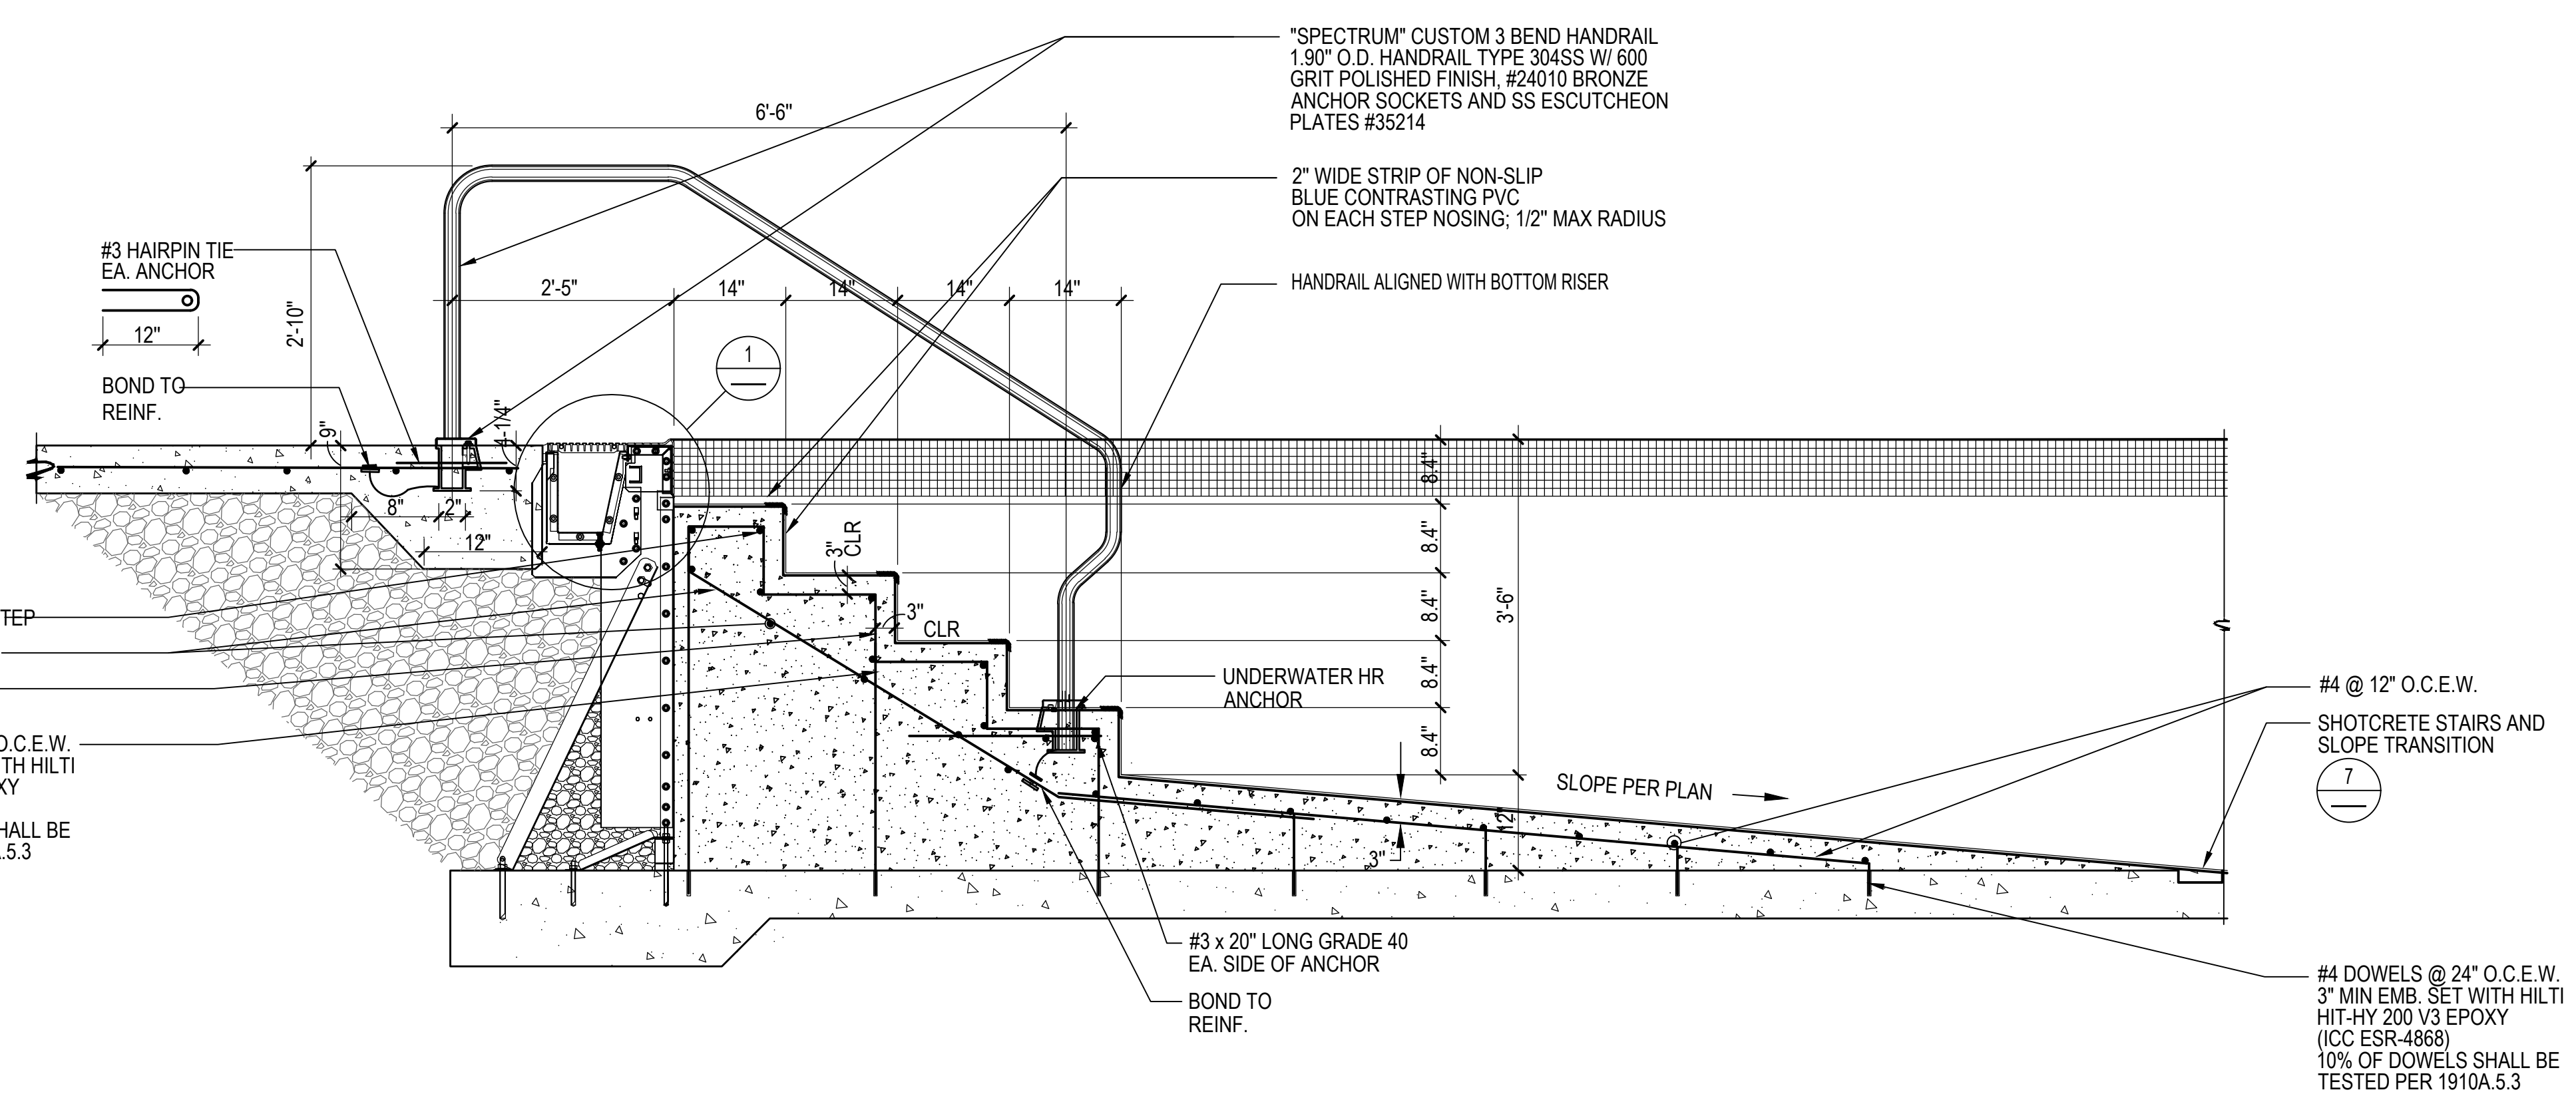 "SPECTRUM" CUSTOM 3 BEND HANDRAIL
1.90" O.D. HANDRAIL TYPE 304SS W/ 600
GRIT POLISHED FINISH, #24010 BRONZE
ANCHOR SOCKETS AND SS ESCUTCHEON
PLATES #35214
6'-6"
2" WIDE STRIP OF NON-SLIP
BLUE CONTRASTING PVC
ON EACH STEP NOSING; 1/2" MAX RADIUS
#3 HAIRPIN TIE
EA. ANCHOR
12"
2'-10"
2'-5"
14"
14"
14"
14"
HANDRAIL ALIGNED WITH BOTTOM RISER
1
BOND TO
REINF.
9"
4-1/4"
8"
2"
12"
8.4"
8.4"
8.4"
8.4"
8.4"
3'-6"
12"
3"
CLR
3"
CLR
TEP
UNDERWATER HR
ANCHOR
#4 @ 12" O.C.E.W.
SHOTCRETE STAIRS AND
SLOPE TRANSITION
7
O.C.E.W.
TH HILTI
XY
HALL BE
A.5.3
SLOPE PER PLAN
3"
#3 x 20" LONG GRADE 40
EA. SIDE OF ANCHOR
BOND TO
REINF.
#4 DOWELS @ 24" O.C.E.W.
3" MIN EMB. SET WITH HILTI
HIT-HY 200 V3 EPOXY
(ICC ESR-4868)
10% OF DOWELS SHALL BE
TESTED PER 1910A.5.3